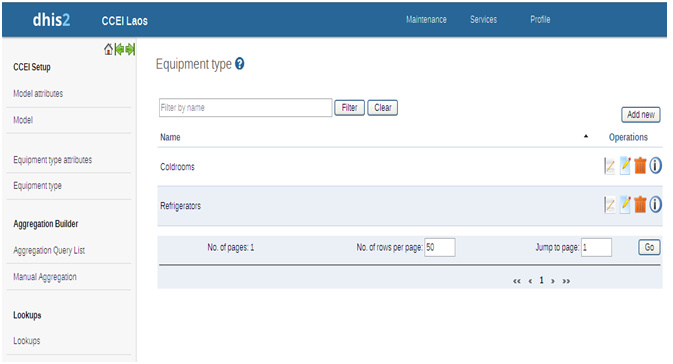 dhis2 CCEI Laos Maintenance Services Profile
CCEI Setup
Model attributes
Model
Equipment type attributes
Equipment type
Aggregation Builder
Aggregation Query List
Manual Aggregation
Lookups
Lookups
Equipment type ?
Filter by name Filter Clear
Add new
Name Operations
Coldrooms
Refrigerators
No. of pages: 1 No. of rows per page: 50 Jump to page: 1 Go
‹‹ ‹ 1 › ››